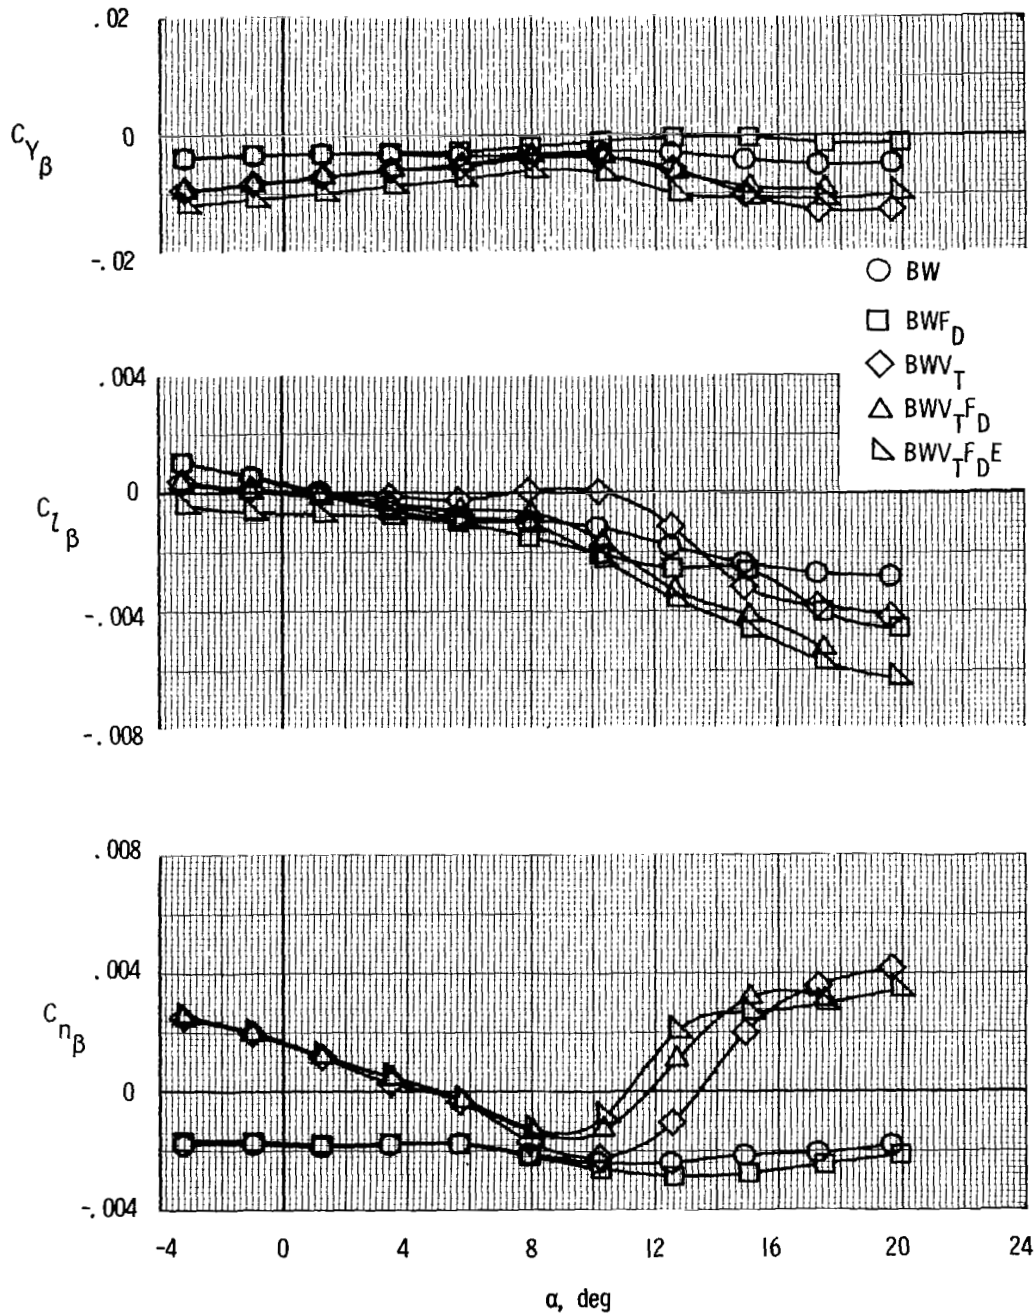 .02
C_Yβ
0
-.02
○ BW
□ BWF_D
◇ BWV_T
△ BWV_TF_D
◺ BWV_TF_DE
.004
0
C_lβ
-.004
-.008
.008
.004
C_nβ
0
-.004
-4 0 4 8 12 16 20 24
α, deg